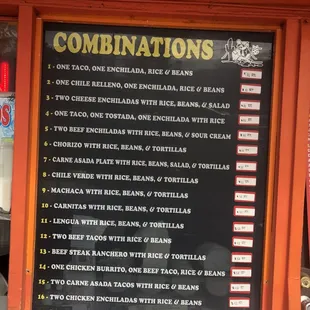 COMBINATIONS
1 - ONE TACO, ONE ENCHILADA, RICE & BEANS
2 - ONE CHILE RELLENO, ONE ENCHILADA, RICE & BEANS
3 - TWO CHEESE ENCHILADAS WITH RICE, BEANS, & SALAD
4 - ONE TACO, ONE TOSTADA, ONE ENCHILADA WITH RICE
5 - TWO BEEF ENCHILADAS WITH RICE, BEANS, & SOUR CREAM
6 - CHORIZO WITH RICE, BEANS, & TORTILLAS
7 - CARNE ASADA PLATE WITH RICE, BEANS, SALAD, & TORTILLAS
8 - CHILE VERDE WITH RICE, BEANS, & TORTILLAS
9 - MACHACA WITH RICE, BEANS, & TORTILLAS
10 - CARNITAS WITH RICE, BEANS, & TORTILLAS
11 - LENGUA WITH RICE, BEANS, & TORTILLAS
12 - TWO BEEF TACOS WITH RICE & BEANS
13 - BEEF STEAK RANCHERO WITH RICE & TORTILLAS
14 - ONE CHICKEN BURRITO, ONE BEEF TACO, RICE & BEANS
15 - TWO CARNE ASADA TACOS WITH RICE & BEANS
16 - TWO CHICKEN ENCHILADAS WITH RICE & BEANS